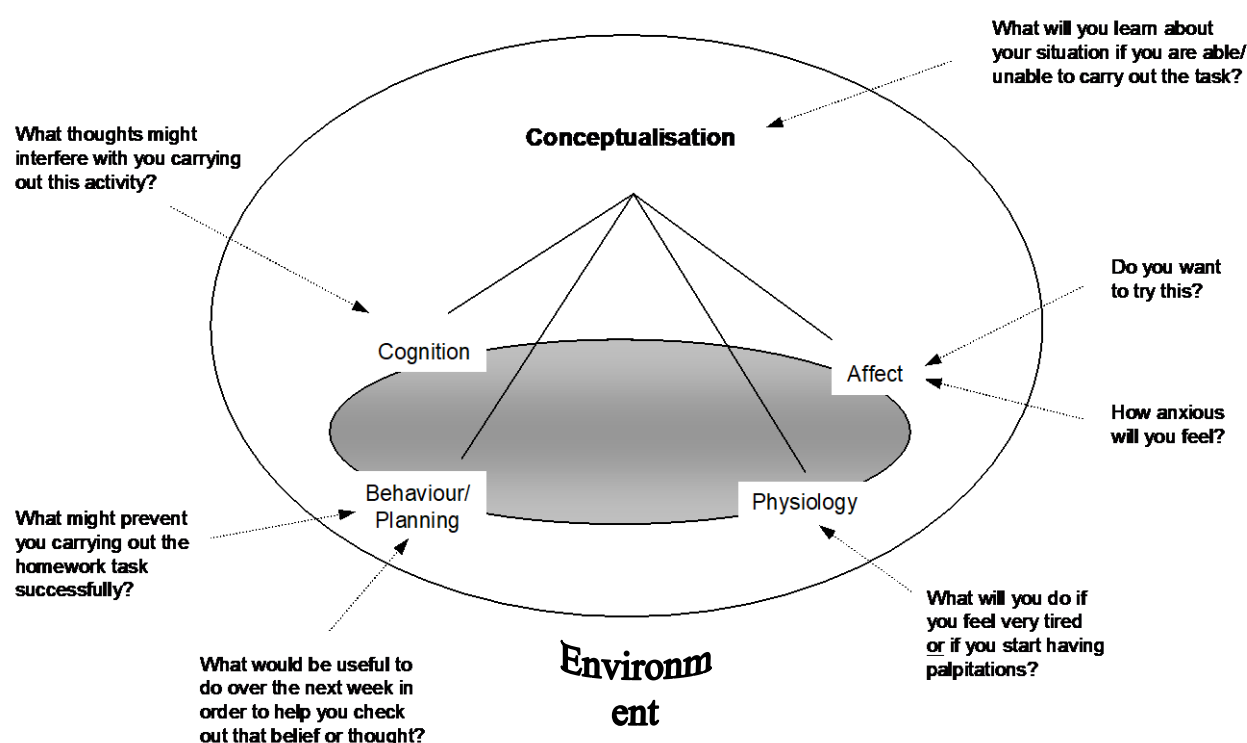 What will you learn about
your situation if you are able/
unable to carry out the task?
Conceptualisation
What thoughts might
interfere with you carrying
out this activity?
Do you want
to try this?
Cognition
Affect
How anxious
will you feel?
Behaviour/
Planning
Physiology
What might prevent
you carrying out the
homework task
successfully?
What will you do if
you feel very tired
or if you start having
palpitations?
What would be useful to
do over the next week in
order to help you check
out that belief or thought?
Environm
ent